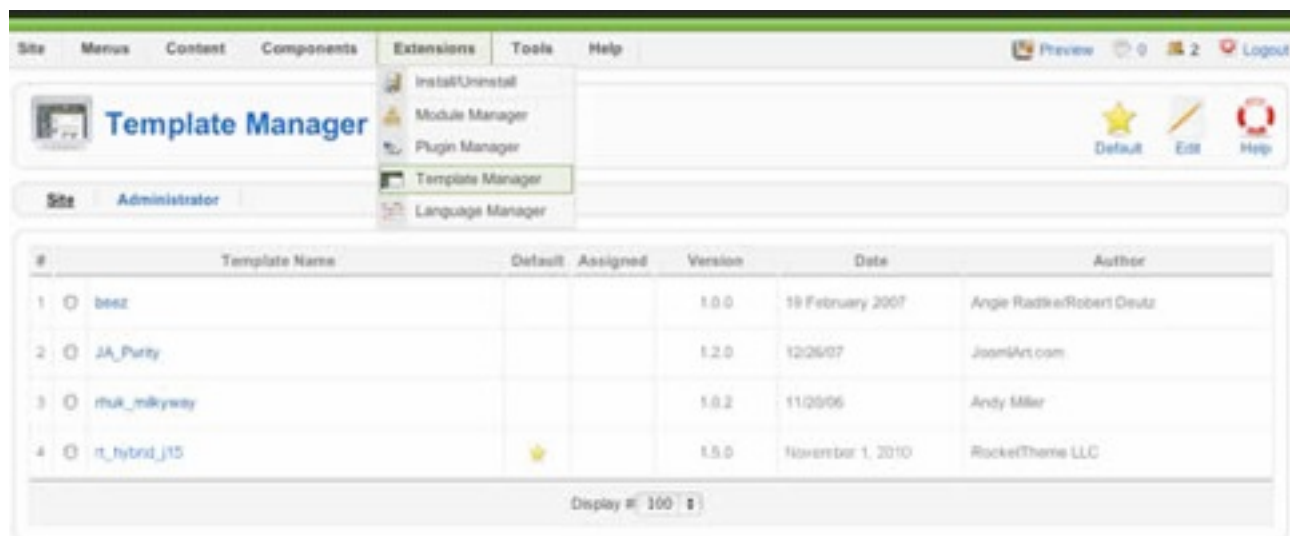 Site Menus Content Components Extensions Tools Help Preview 0 2 Logout
Install/Uninstall
Module Manager
Plugin Manager
Template Manager
Language Manager
Template Manager
Default Edit Help
Site Administrator
# Template Name Default Assigned Version Date Author
1 beez 1.0.0 19 February 2007 Angie Radtke/Robert Deutz
2 JA_Purity 1.2.0 12/26/07 JoomlArt.com
3 rhuk_milkyway 1.0.2 11/20/06 Andy Miller
4 rt_hybrid_j15 1.5.0 November 1, 2010 RocketTheme LLC
Display # 100